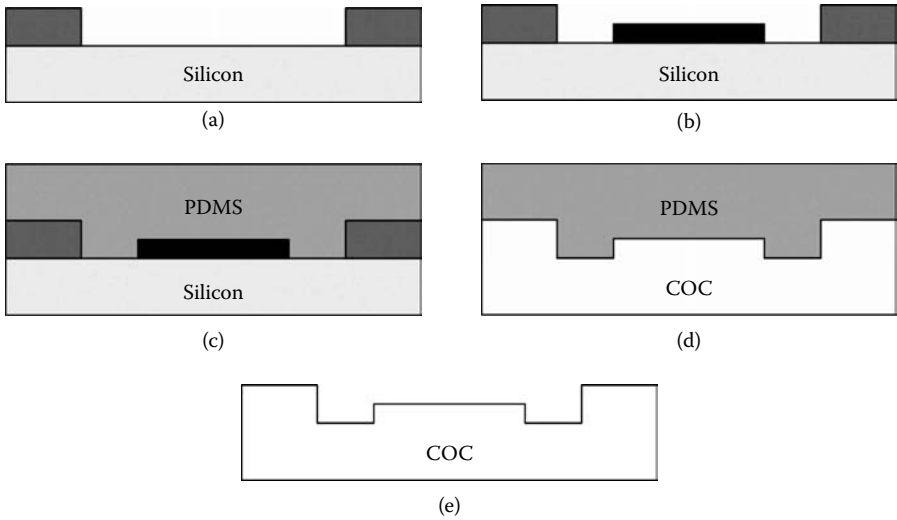 Silicon
(a)
Silicon
(b)
PDMS
Silicon
(c)
PDMS
COC
(d)
COC
(e)